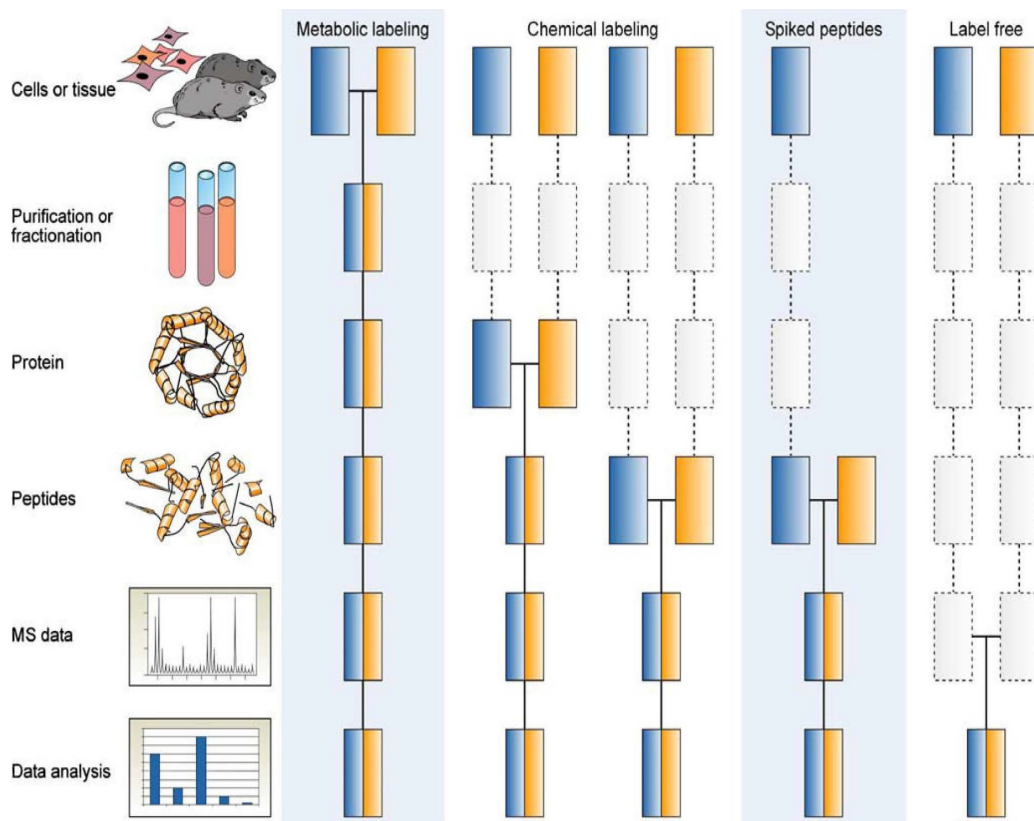 Metabolic labeling
Chemical labeling
Spiked peptides
Label free
Cells or tissue
Purification or
fractionation
Protein
Peptides
MS data
Data analysis